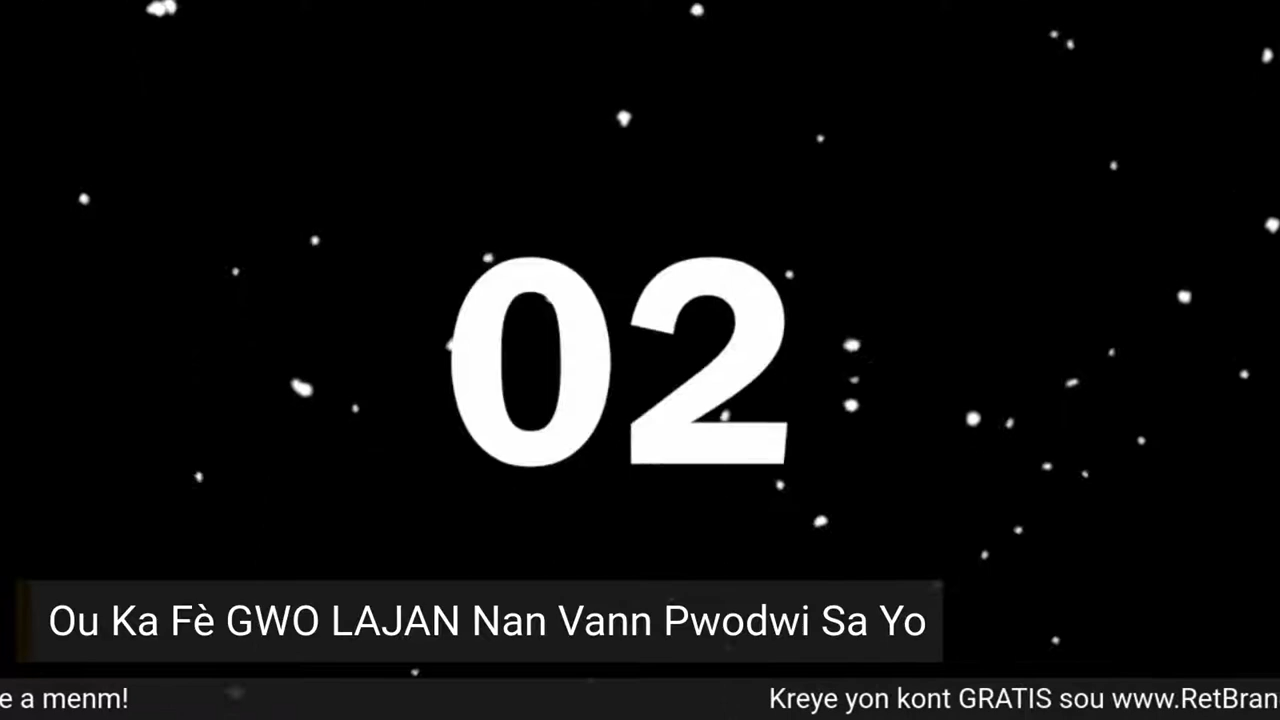 02
Ou Ka Fè GWO LAJAN Nan Vann Pwodwi Sa Yo
e a menm! Kreye yon kont GRATIS sou www.RetBran